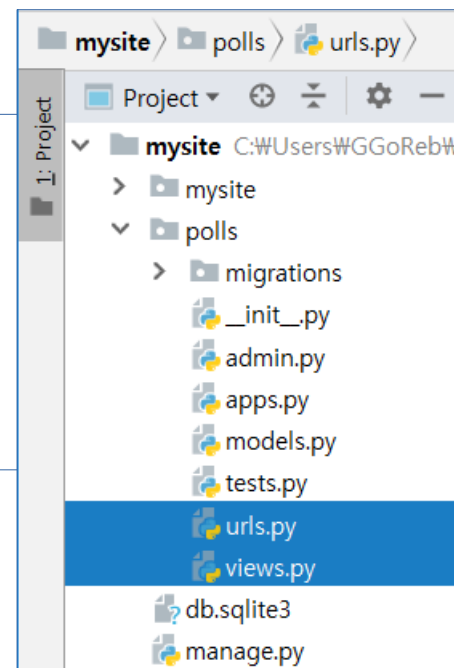 mysite polls urls.py
1: Project
Project
mysite C:₩Users₩GGoReb₩
mysite
polls
migrations
__init__.py
admin.py
apps.py
models.py
tests.py
urls.py
views.py
db.sqlite3
manage.py